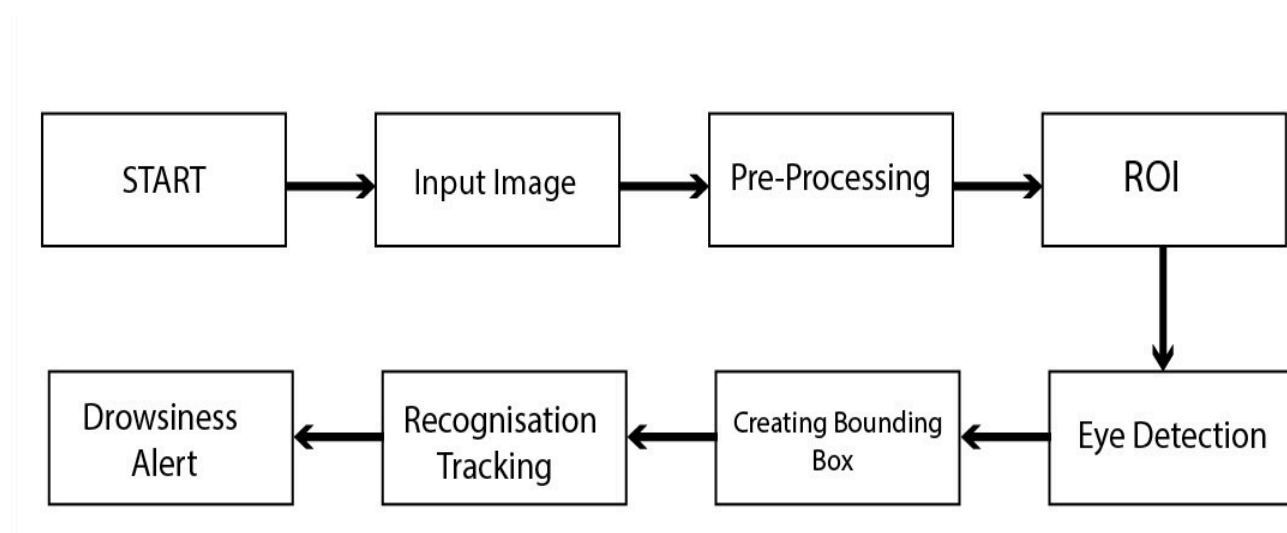 START
Input Image
Pre-Processing
ROI
Eye Detection
Creating Bounding
Box
Recognisation
Tracking
Drowsiness
Alert